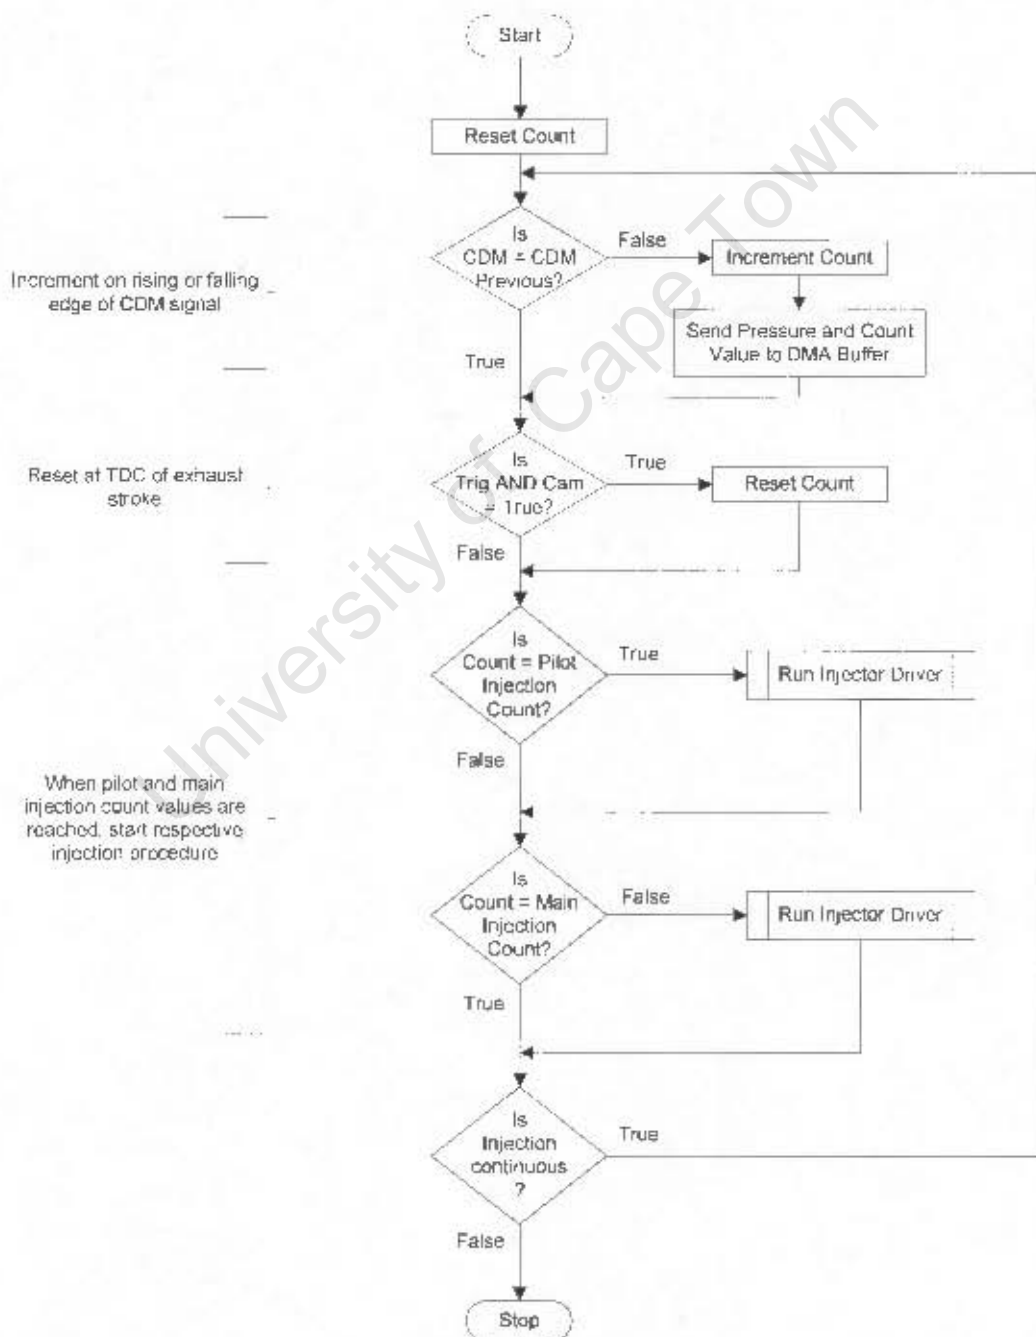 Start
Reset Count
Is
CDM = CDM
Previous?
False
Increment Count
Increment on rising or falling
edge of CDM signal
Send Pressure and Count
Value to DMA Buffer
True
Is
Trig AND Cam
= True?
True
Reset Count
Reset at TDC of exhaust
stroke
False
Is
Count = Pilot
Injection
Count?
True
Run Injector Driver
False
When pilot and main
injection count values are
reached, start respective
injection procedure
Is
Count = Main
Injection
Count?
False
Run Injector Driver
True
Is
Injection
continuous
?
True
False
Stop
University of Cape Town